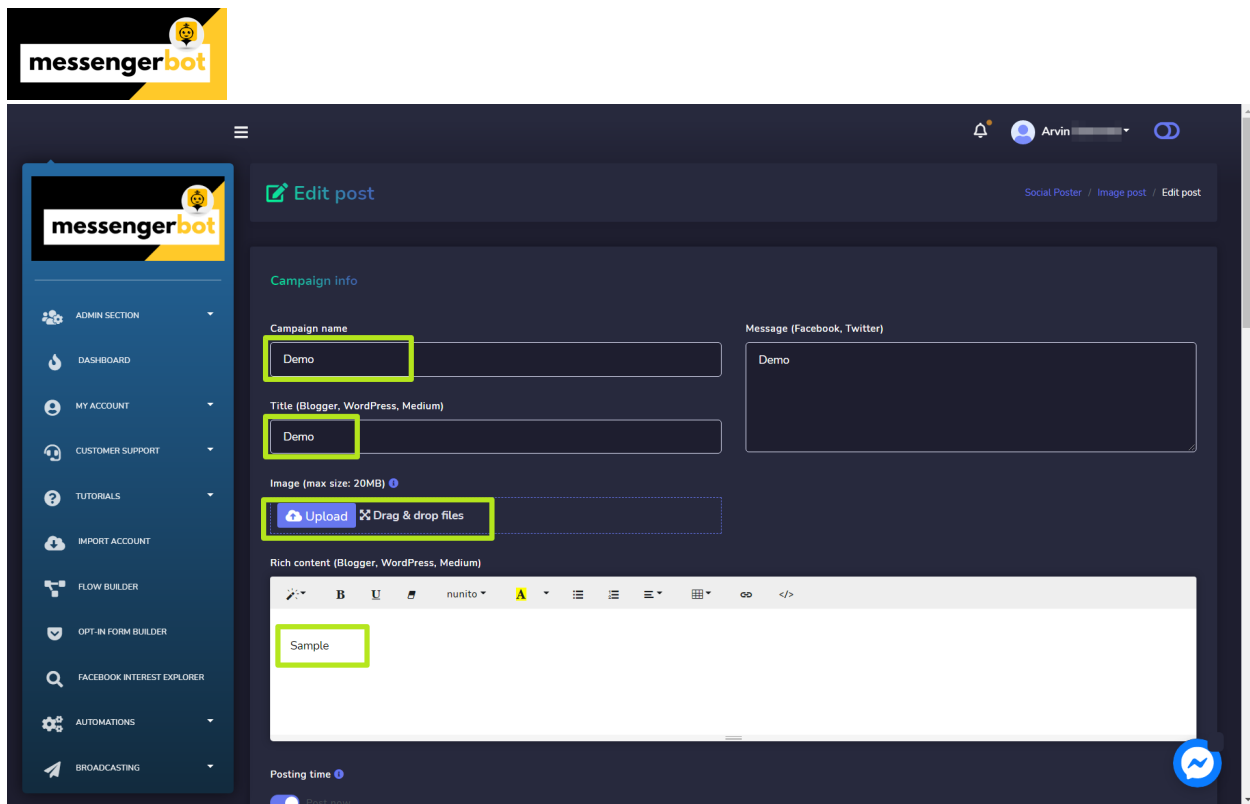 messengerbot
Arvin
messengerbot
Edit post
Social Poster / Image post / Edit post
Campaign info
ADMIN SECTION
DASHBOARD
MY ACCOUNT
CUSTOMER SUPPORT
TUTORIALS
IMPORT ACCOUNT
FLOW BUILDER
OPT-IN FORM BUILDER
FACEBOOK INTEREST EXPLORER
AUTOMATIONS
BROADCASTING
Campaign name
Demo
Message (Facebook, Twitter)
Demo
Title (Blogger, WordPress, Medium)
Demo
Image (max size: 20MB)
Upload Drag & drop files
Rich content (Blogger, WordPress, Medium)
B U nunito A </>
Sample
Posting time
Post now